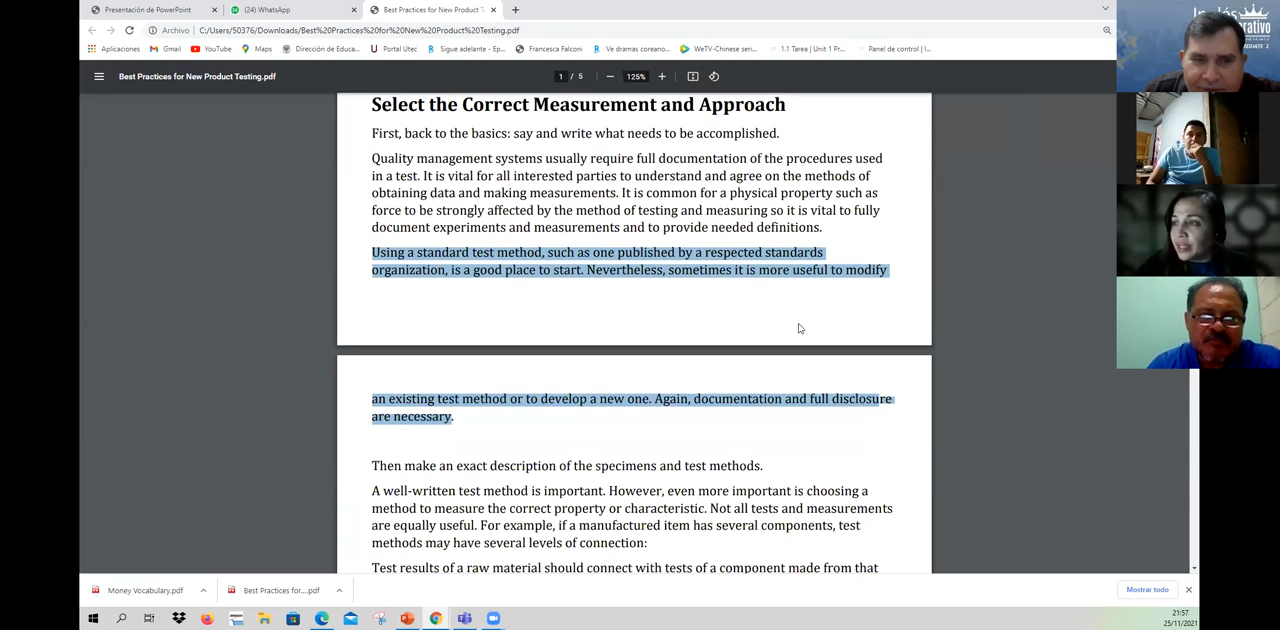 Presentación de PowerPoint
(24) WhatsApp
Best Practices for New Product T
Archivo
C:/Users/50376/Downloads/Best%20Practices%20for%20New%20Product%20Testing.pdf
Aplicaciones
Gmail
YouTube
Maps
Dirección de Educa...
Portal Utec
Sigue adelante - Ep...
Francesca Falconi
Ve dramas coreano...
WeTV-Chinese seri...
1.1 Tarea | Unit 1 Pr...
Panel de control | I...
Best Practices for New Product Testing.pdf
1 / 5
125%
Select the Correct Measurement and Approach
First, back to the basics: say and write what needs to be accomplished.
Quality management systems usually require full documentation of the procedures used
in a test. It is vital for all interested parties to understand and agree on the methods of
obtaining data and making measurements. It is common for a physical property such as
force to be strongly affected by the method of testing and measuring so it is vital to fully
document experiments and measurements and to provide needed definitions.
Using a standard test method, such as one published by a respected standards
organization, is a good place to start. Nevertheless, sometimes it is more useful to modify
an existing test method or to develop a new one. Again, documentation and full disclosure
are necessary.
Then make an exact description of the specimens and test methods.
A well-written test method is important. However, even more important is choosing a
method to measure the correct property or characteristic. Not all tests and measurements
are equally useful. For example, if a manufactured item has several components, test
methods may have several levels of connection:
Test results of a raw material should connect with tests of a component made from that
Money Vocabulary.pdf
Best Practices for....pdf
Mostrar todo
21:57
25/11/2021